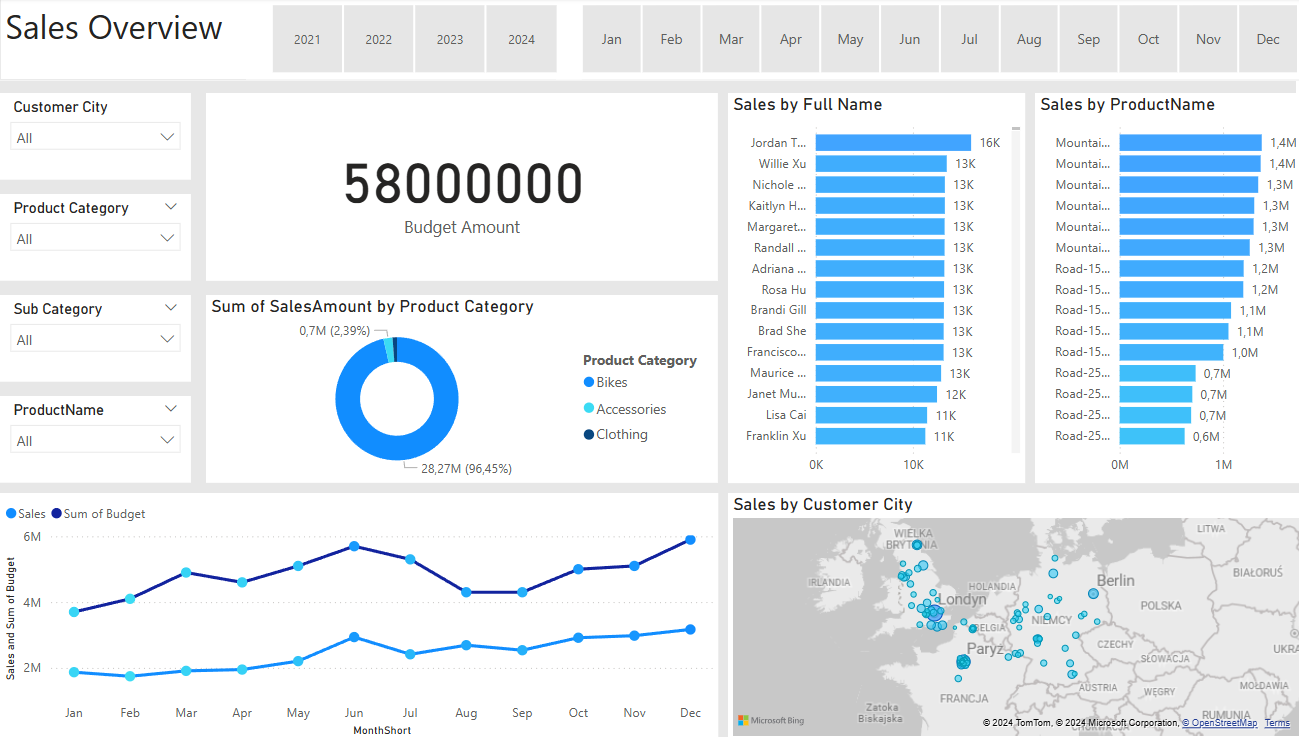 Sales Overview
2021 2022 2023 2024 Jan Feb Mar Apr May Jun Jul Aug Sep Oct Nov Dec
Customer City
All
Product Category
All
Sub Category
All
ProductName
All
58000000
Budget Amount
Sum of SalesAmount by Product Category
0,7M (2,39%)
28,27M (96,45%)
Product Category
Bikes
Accessories
Clothing
Sales by Full Name
Jordan T... 16K
Willie Xu 13K
Nichole ... 13K
Kaitlyn H... 13K
Margaret... 13K
Randall ... 13K
Adriana ... 13K
Rosa Hu 13K
Brandi Gill 13K
Brad She 13K
Francisco... 13K
Maurice ... 13K
Janet Mu... 12K
Lisa Cai 11K
Franklin Xu 11K
0K 10K
Sales by ProductName
Mountai... 1,4M
Mountai... 1,4M
Mountai... 1,3M
Mountai... 1,3M
Mountai... 1,3M
Mountai... 1,3M
Road-15... 1,2M
Road-15... 1,2M
Road-15... 1,1M
Road-15... 1,1M
Road-15... 1,0M
Road-25... 0,7M
Road-25... 0,7M
Road-25... 0,7M
Road-25... 0,6M
0M 1M
Sales Sum of Budget
Sales and Sum of Budget
6M
4M
2M
Jan Feb Mar Apr May Jun Jul Aug Sep Oct Nov Dec
MonthShort
Sales by Customer City
WIELKA
BRYTANIA
LITWA
IRLANDIA
HOLANDIA
Berlin
BIAŁORUŚ
Londyn
POLSKA
BELGIA
NIEMCY
Paryż
CZECHY
UKRA
SŁOWACJA
AUSTRIA
WĘGRY
MOŁDAWIA
FRANCJA
Zatoka
Biskajska
RUMUNIA
CHORWACJA
Microsoft Bing
© 2024 TomTom, © 2024 Microsoft Corporation, © OpenStreetMap Terms